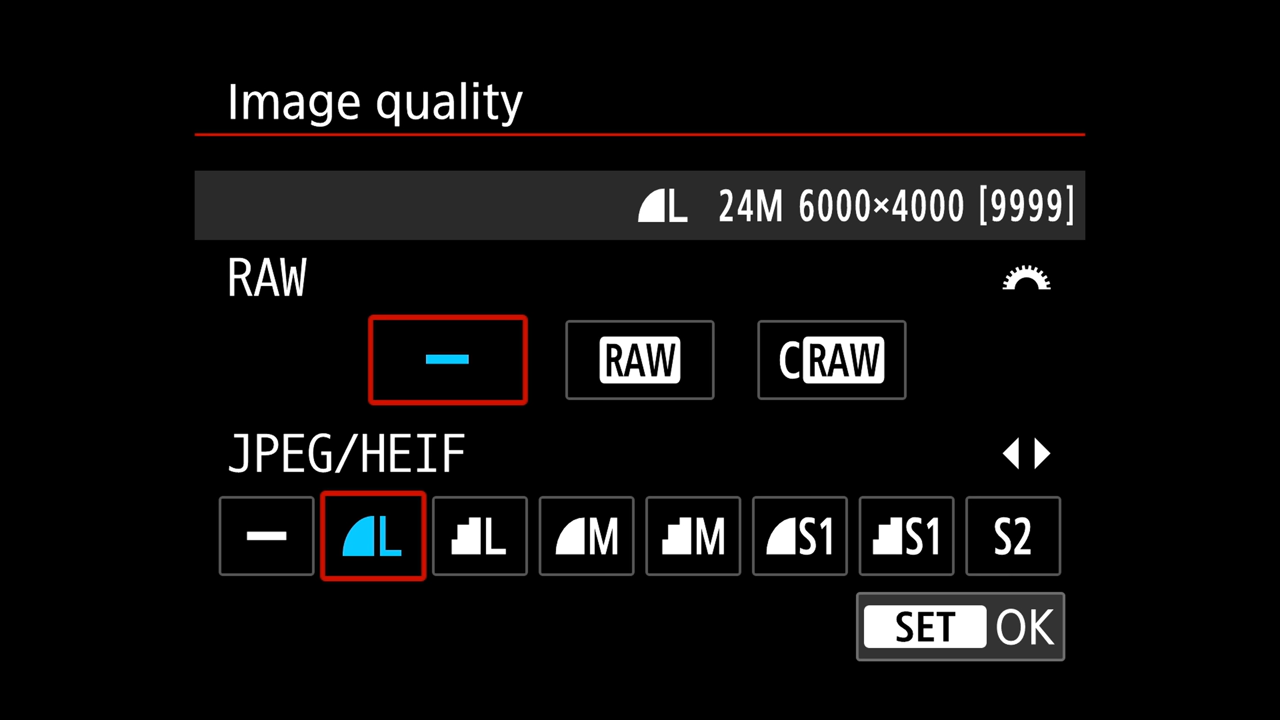 Image quality
L 24M 6000×4000 [9999]
RAW
RAW CRAW
JPEG/HEIF
L L M M S1 S1 S2
SET OK